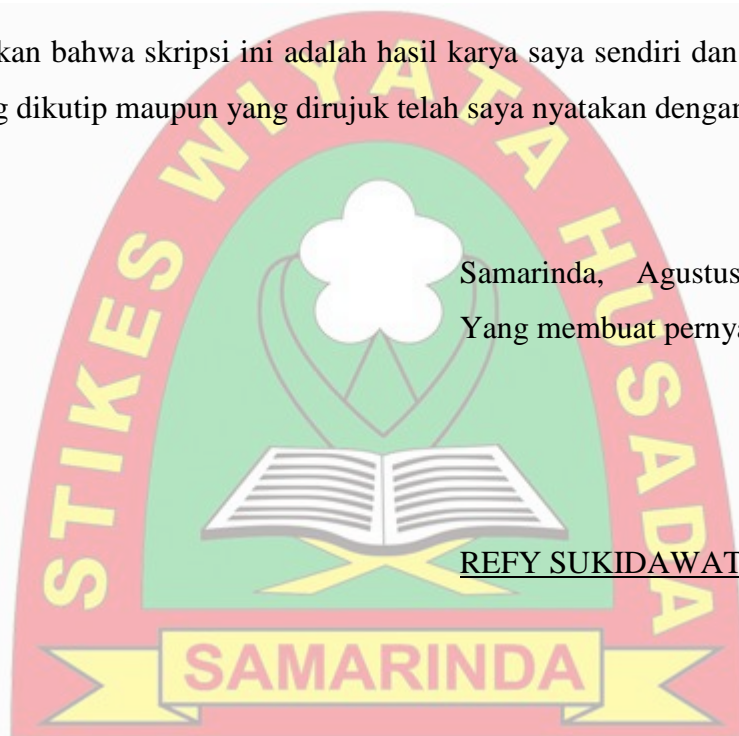 kan bahwa skripsi ini adalah hasil karya saya sendiri dan
g dikutip maupun yang dirujuk telah saya nyatakan dengan
STIKES WIYATA HUSADA
Samarinda, Agustus
Yang membuat pernya
REFY SUKIDAWAT
SAMARINDA